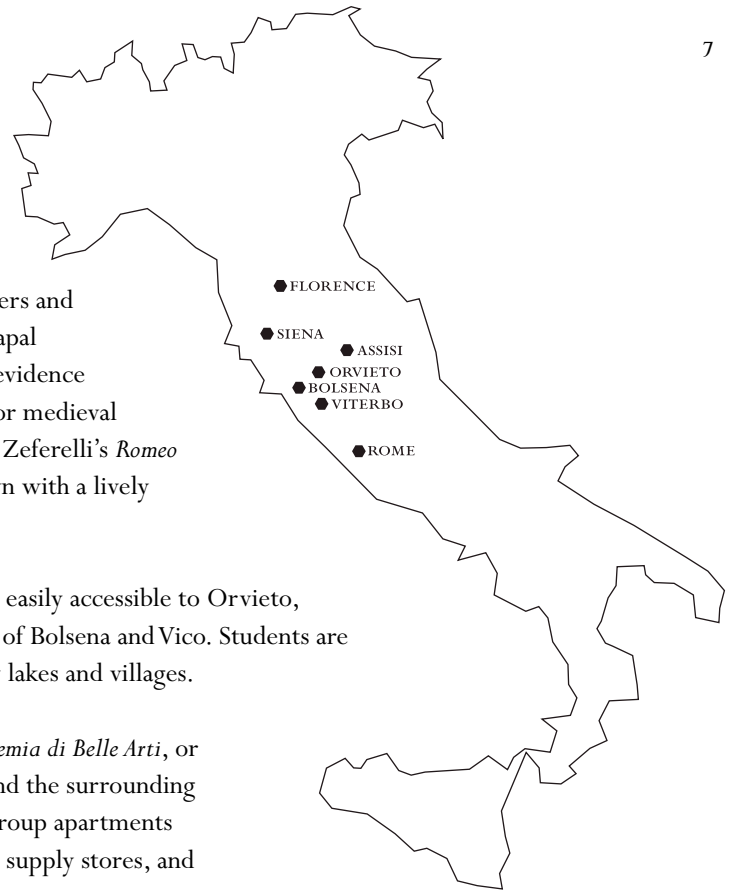 7
FLORENCE
SIENA
ASSISI
ORVIETO
BOLSENA
VITERBO
ROME
ers and
apal
evidence
or medieval
Zeferelli’s Romeo
n with a lively
easily accessible to Orvieto,
of Bolsena and Vico. Students are
lakes and villages.
emia di Belle Arti, or
nd the surrounding
roup apartments
supply stores, and